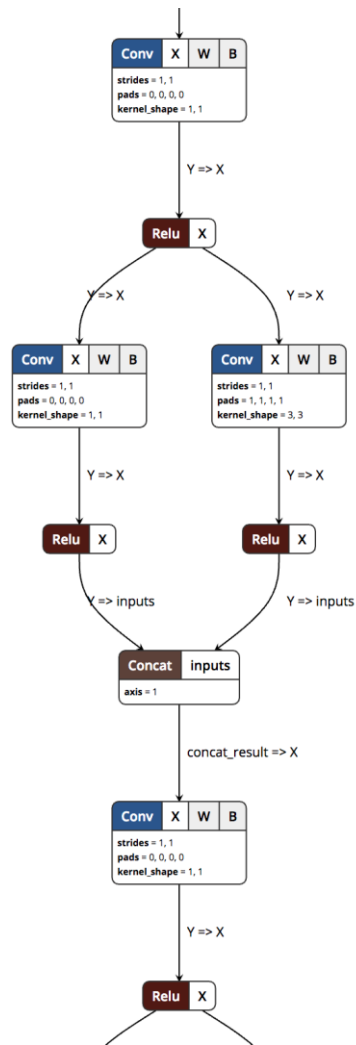 Conv X W B
strides = 1, 1
pads = 0, 0, 0, 0
kernel_shape = 1, 1
Y => X
Relu X
Y => X
Y => X
Conv X W B
strides = 1, 1
pads = 0, 0, 0, 0
kernel_shape = 1, 1
Conv X W B
strides = 1, 1
pads = 1, 1, 1, 1
kernel_shape = 3, 3
Y => X
Y => X
Relu X
Relu X
Y => inputs
Y => inputs
Concat inputs
axis = 1
concat_result => X
Conv X W B
strides = 1, 1
pads = 0, 0, 0, 0
kernel_shape = 1, 1
Y => X
Relu X